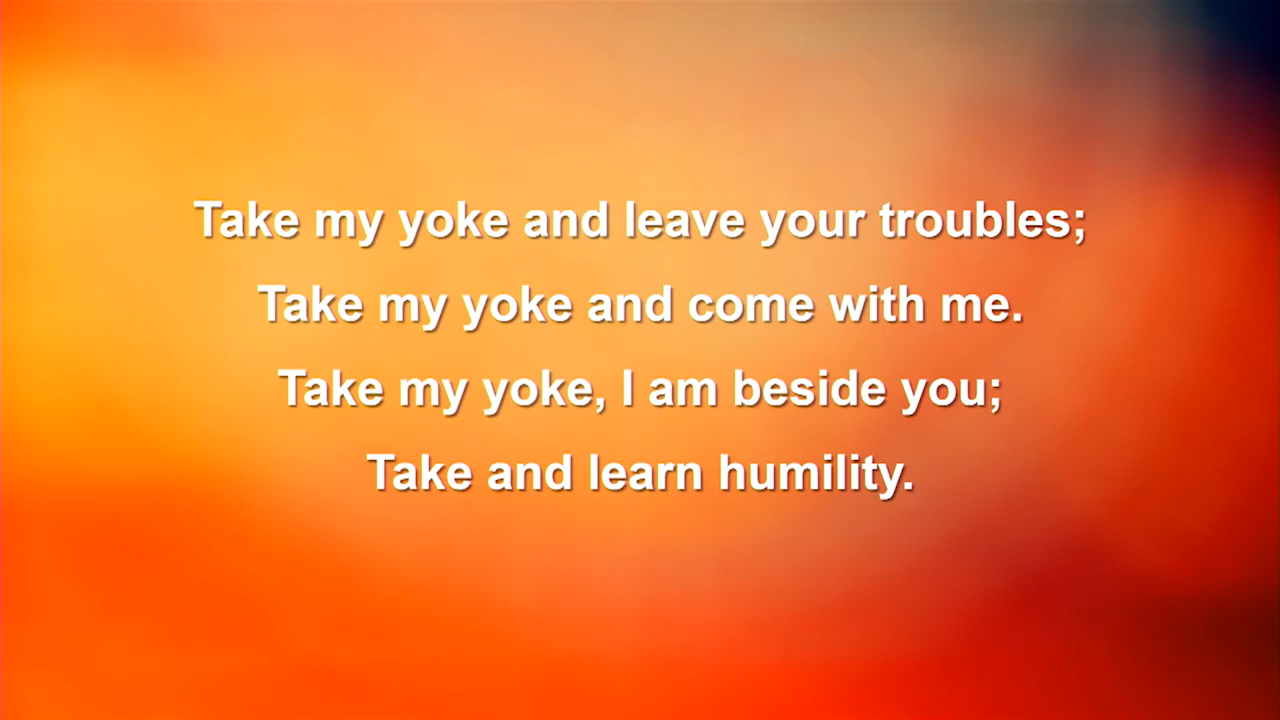 Take my yoke and leave your troubles;
Take my yoke and come with me.
Take my yoke, I am beside you;
Take and learn humility.